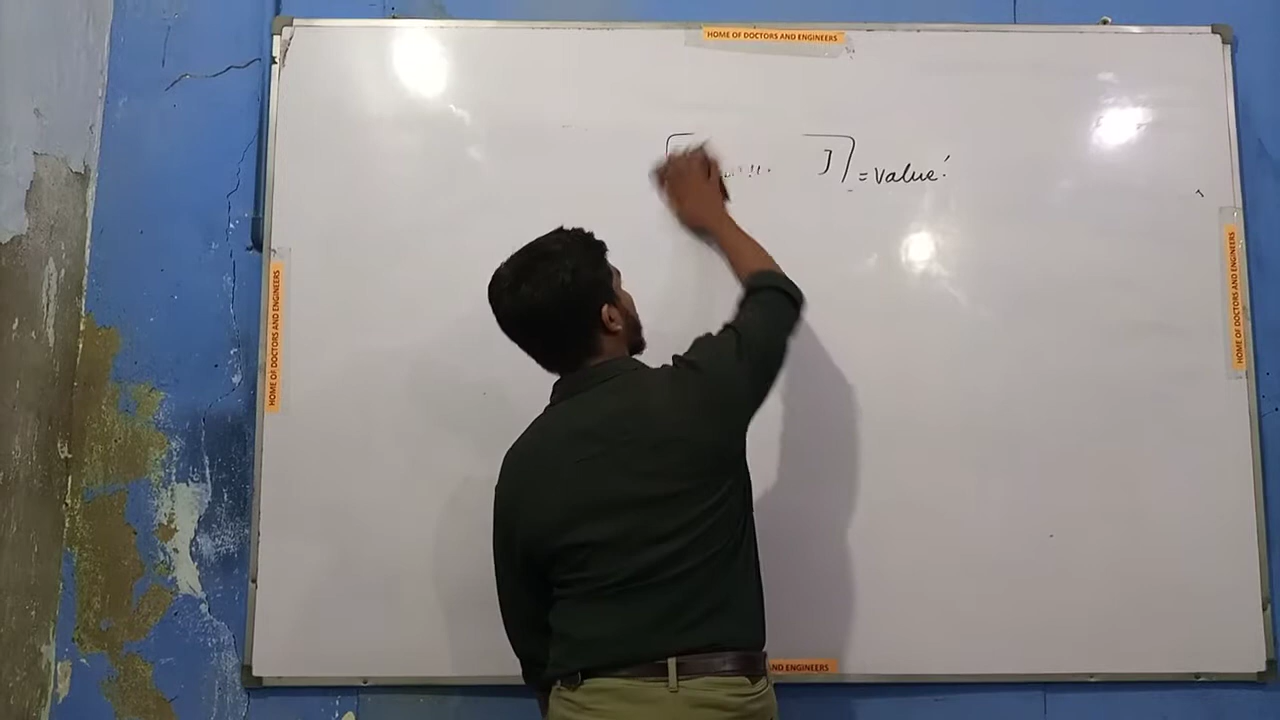 HOME OF DOCTORS AND ENGINEERS
] = value!
HOME OF DOCTORS AND ENGINEERS
HOME OF DOCTORS AND ENGINEERS
AND ENGINEERS